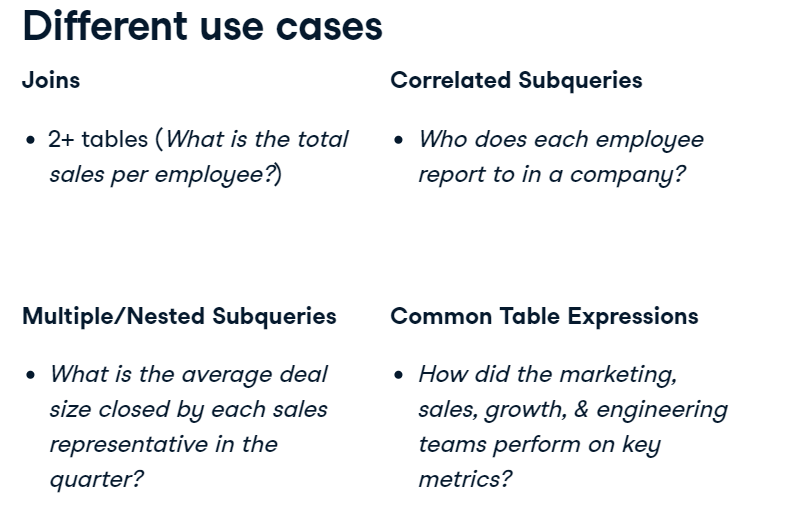 Different use cases
Joins
• 2+ tables (What is the total
sales per employee?)
Correlated Subqueries
• Who does each employee
report to in a company?
Multiple/Nested Subqueries
• What is the average deal
size closed by each sales
representative in the
quarter?
Common Table Expressions
• How did the marketing,
sales, growth, & engineering
teams perform on key
metrics?